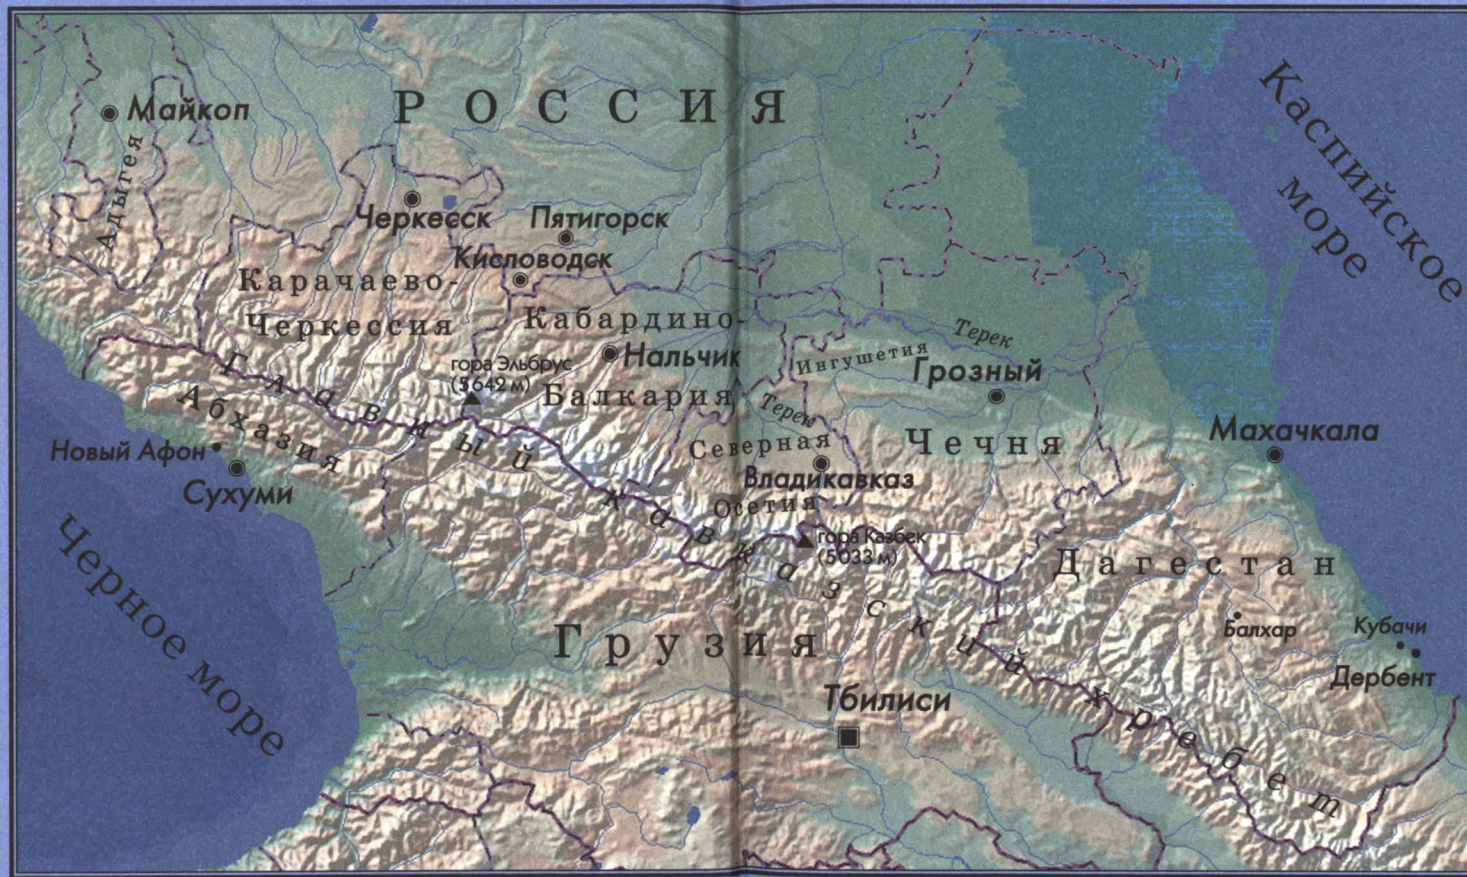 Майкоп
РОССИЯ
Каспийское
море
Адыгея
Черкесск
Пятигорск
Кисловодск
Карачаево-
Черкессия
Кабардино-
Балкария
Нальчик
гора Эльбрус
(5642 м)
Терек
Ингушетия
Грозный
Терек
Северная
Осетия
Чечня
Владикавказ
Махачкала
Главный Кавказский хребет
Абхазия
Новый Афон
Сухуми
Черное море
гора Казбек
(5033 м)
Дагестан
Балхар
Кубачи
Дербент
Грузия
Тбилиси